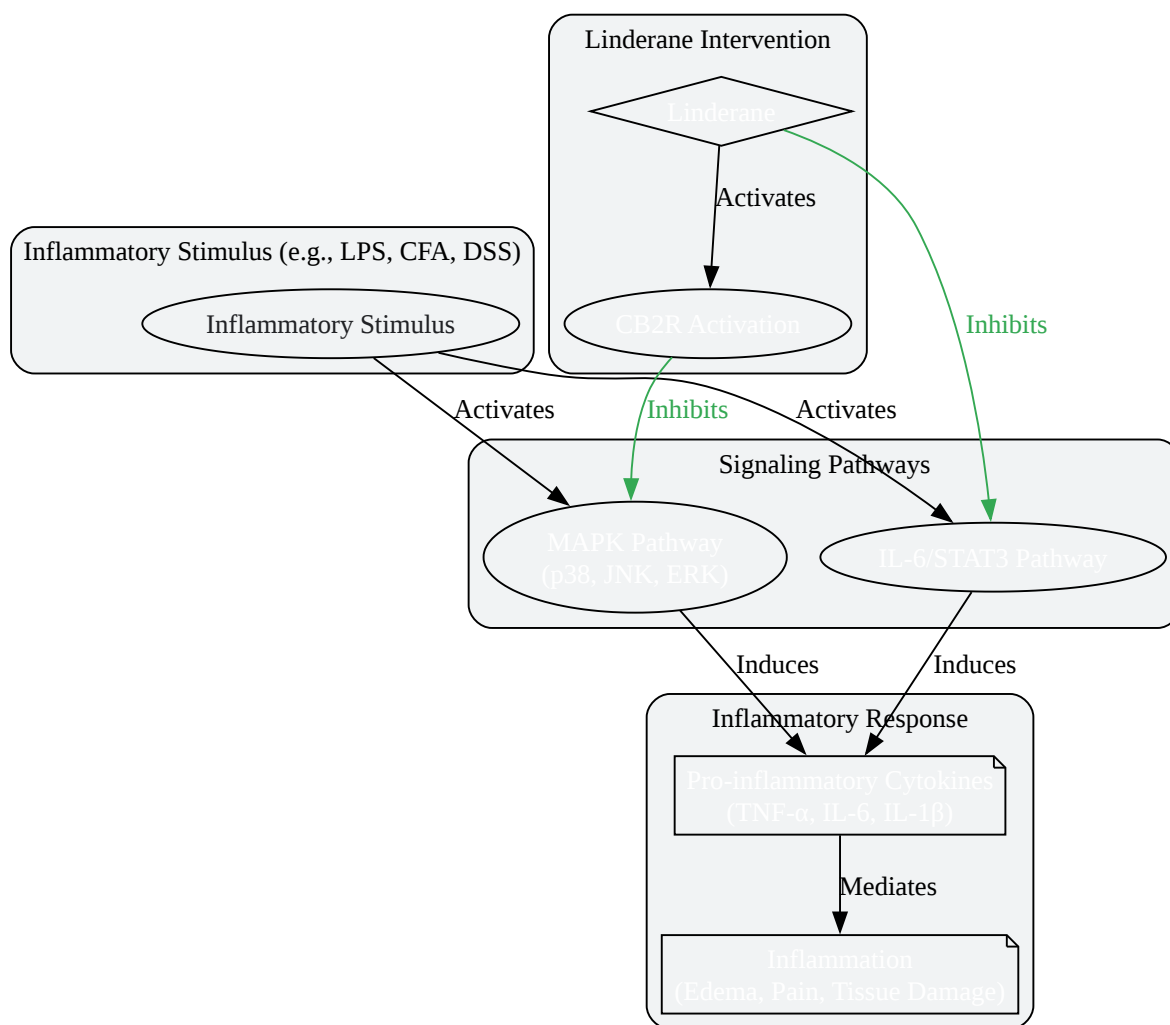 Linderane Intervention
Linderane
Activates
Inflammatory Stimulus (e.g., LPS, CFA, DSS)
Inflammatory Stimulus
CB2R Activation
Inhibits
Activates
Inhibits
Activates
Signaling Pathways
MAPK Pathway
(p38, JNK, ERK)
IL-6/STAT3 Pathway
Induces
Induces
Inflammatory Response
Pro-inflammatory Cytokines
(TNF-α, IL-6, IL-1β)
Mediates
Inflammation
(Edema, Pain, Tissue Damage)